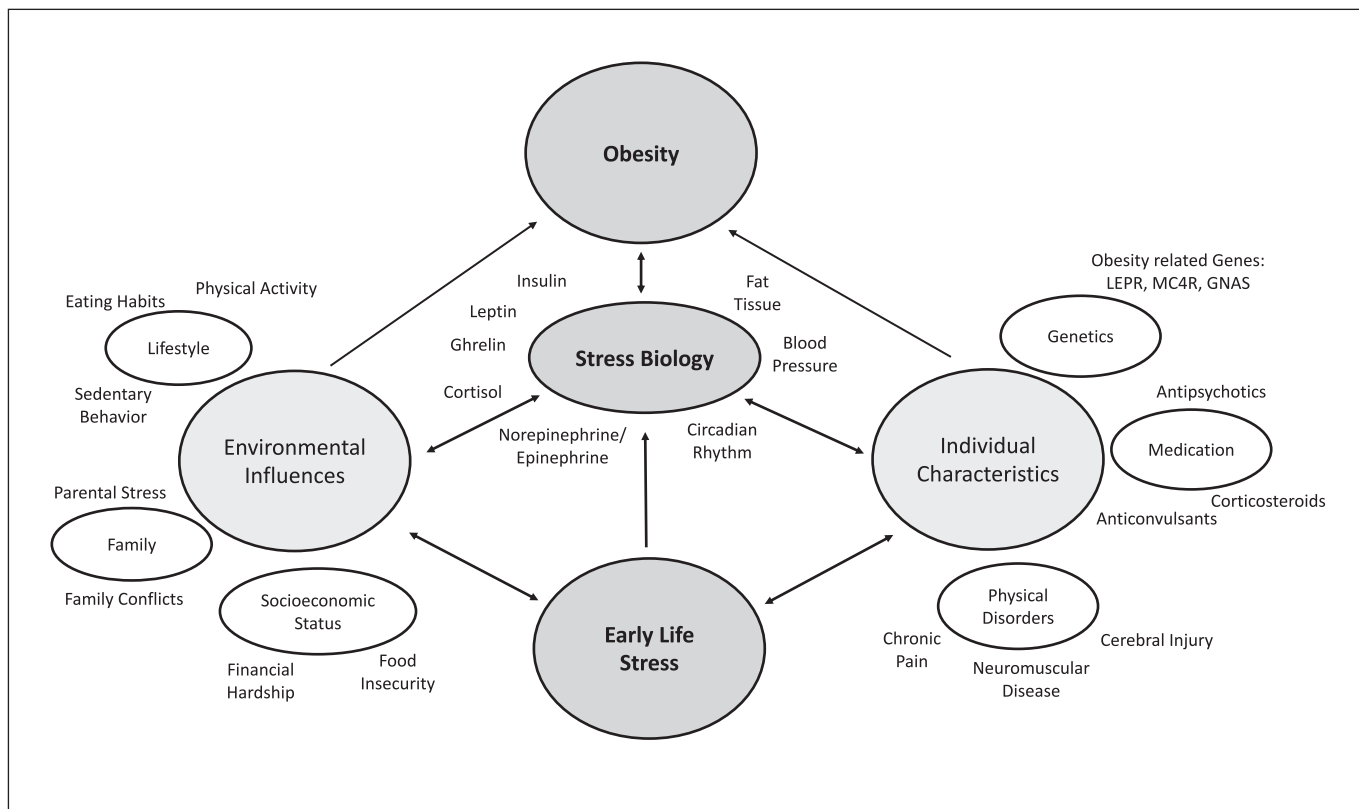 Obesity
Insulin
Leptin
Ghrelin
Cortisol
Norepinephrine/
Epinephrine
Stress Biology
Fat
Tissue
Blood
Pressure
Circadian
Rhythm
Physical Activity
Eating Habits
Lifestyle
Sedentary
Behavior
Environmental
Influences
Parental Stress
Family
Family Conflicts
Socioeconomic
Status
Financial
Hardship
Food
Insecurity
Early Life
Stress
Obesity related Genes:
LEPR, MC4R, GNAS
Genetics
Individual
Characteristics
Antipsychotics
Medication
Corticosteroids
Anticonvulsants
Physical
Disorders
Chronic
Pain
Neuromuscular
Disease
Cerebral Injury